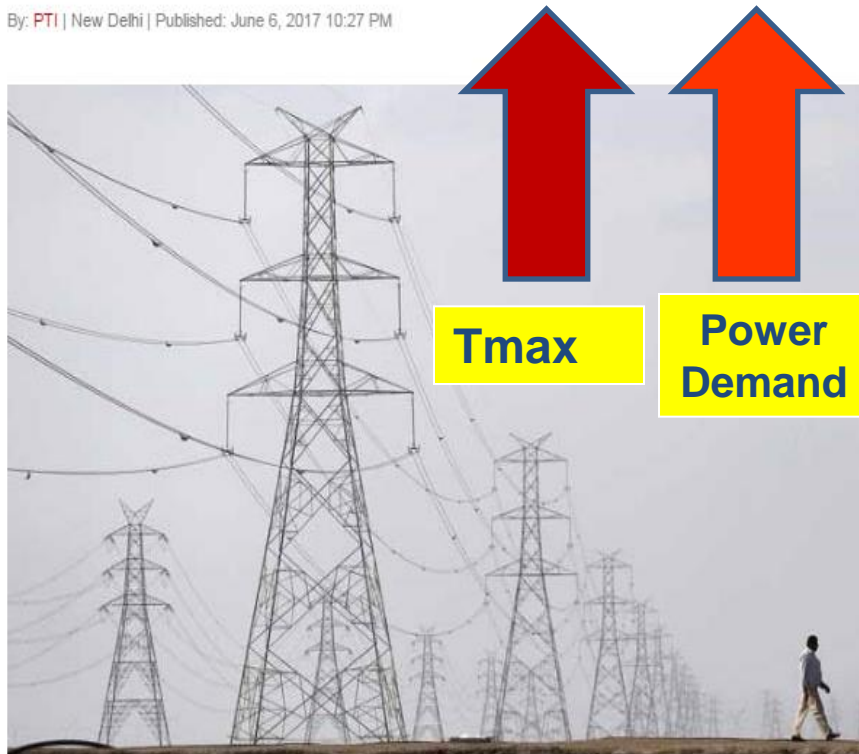 By: PTI | New Delhi | Published: June 6, 2017 10:27 PM
Tmax
Power
Demand